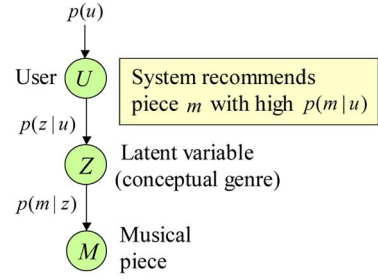 p(u)
User U
System recommends
piece m with high p(m|u)
p(z|u)
Z Latent variable
(conceptual genre)
p(m|z)
M Musical
piece